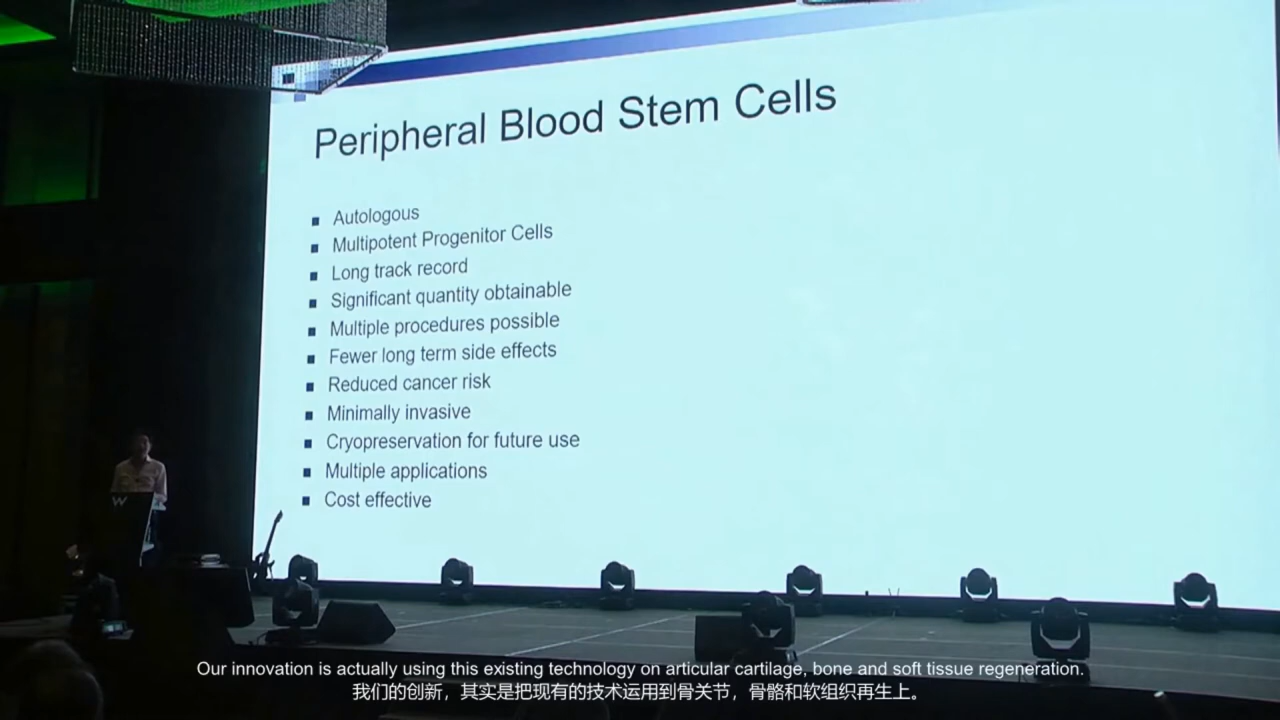 Peripheral Blood Stem Cells
Autologous
Multipotent Progenitor Cells
Long track record
Significant quantity obtainable
Multiple procedures possible
Fewer long term side effects
Reduced cancer risk
Minimally invasive
Cryopreservation for future use
Multiple applications
Cost effective
W
Our innovation is actually using this existing technology on articular cartilage, bone and soft tissue regeneration.
我们的创新，其实是把现有的技术运用到骨关节，骨骼和软组织再生上。